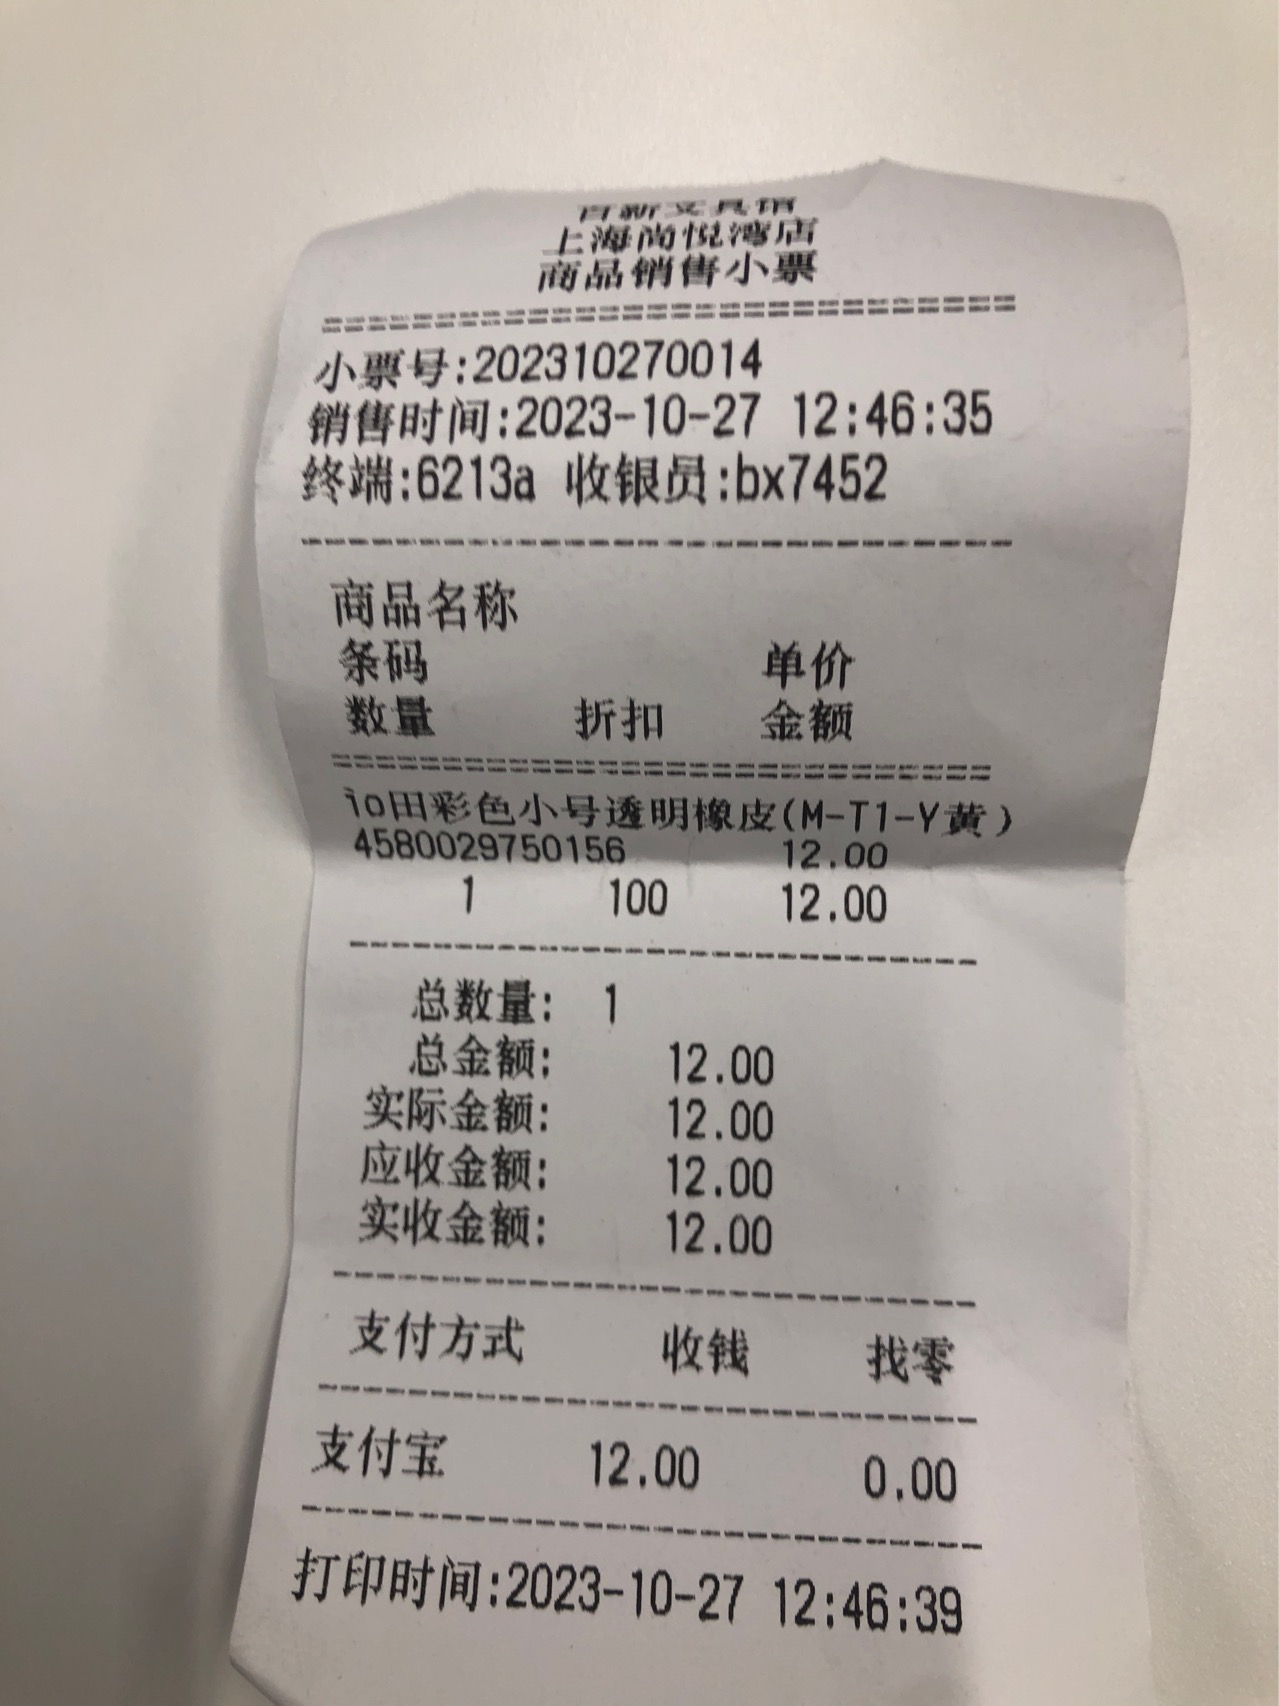 百新文具馆
上海尚悦湾店
商品销售小票
小票号:202310270014
销售时间:2023-10-27 12:46:35
终端:6213a 收银员:bx7452
商品名称
条码 单价
数量 折扣 金额
io田彩色小号透明橡皮(M-T1-Y黄)
4580029750156 12.00
1 100 12.00
总数量: 1
总金额: 12.00
实际金额: 12.00
应收金额: 12.00
实收金额: 12.00
支付方式 收钱 找零
支付宝 12.00 0.00
打印时间:2023-10-27 12:46:39